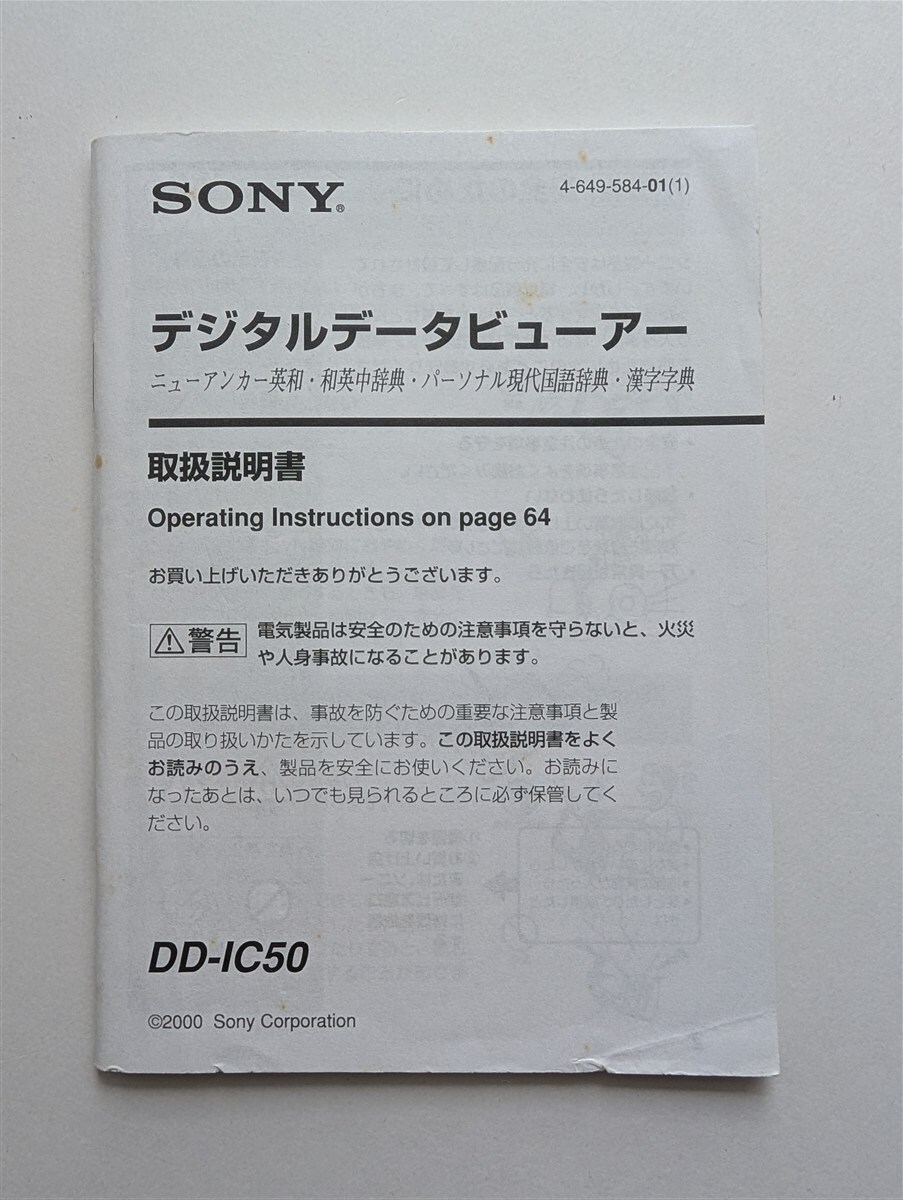 SONY®
4-649-584-01(1)
デジタルデータビューアー
ニューアンカー英和・和英中辞典・パーソナル現代国語辞典・漢字字典
取扱説明書
Operating Instructions on page 64
お買い上げいただきありがとうございます。
警告
電気製品は安全のための注意事項を守らないと、火災
や人身事故になることがあります。
この取扱説明書は、事故を防ぐための重要な注意事項と製
品の取り扱いかたを示しています。この取扱説明書をよく
お読みのうえ、製品を安全にお使いください。お読みに
なったあとは、いつでも見られるところに必ず保管してく
ださい。
DD-IC50
©2000 Sony Corporation